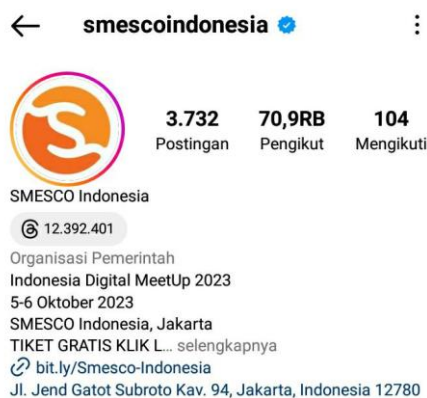 smescoindonesia
3.732 70,9RB 104
Postingan Pengikut Mengikuti
SMESCO Indonesia
12.392.401
Organisasi Pemerintah
Indonesia Digital MeetUp 2023
5-6 Oktober 2023
SMESCO Indonesia, Jakarta
TIKET GRATIS KLIK L... selengkapnya
bit.ly/Smesco-Indonesia
Jl. Jend Gatot Subroto Kav. 94, Jakarta, Indonesia 12780